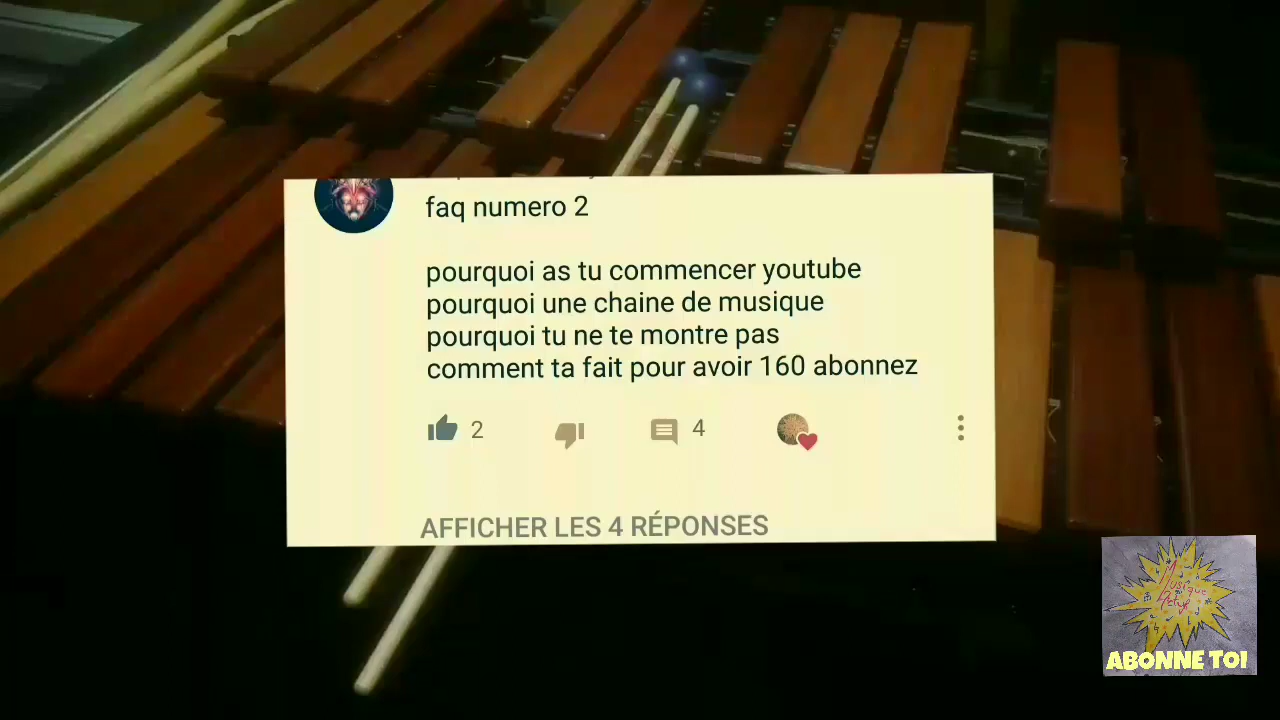 faq numero 2
pourquoi as tu commencer youtube
pourquoi une chaine de musique
pourquoi tu ne te montre pas
comment ta fait pour avoir 160 abonnez
2
4
AFFICHER LES 4 RÉPONSES
Musique
ABONNE TOI